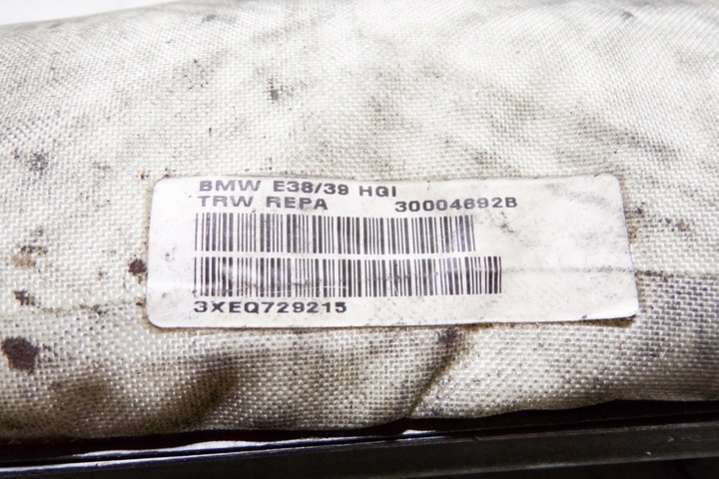 BMW E38/39 HGI
TRW REPA 30004692B
3XEQ729215